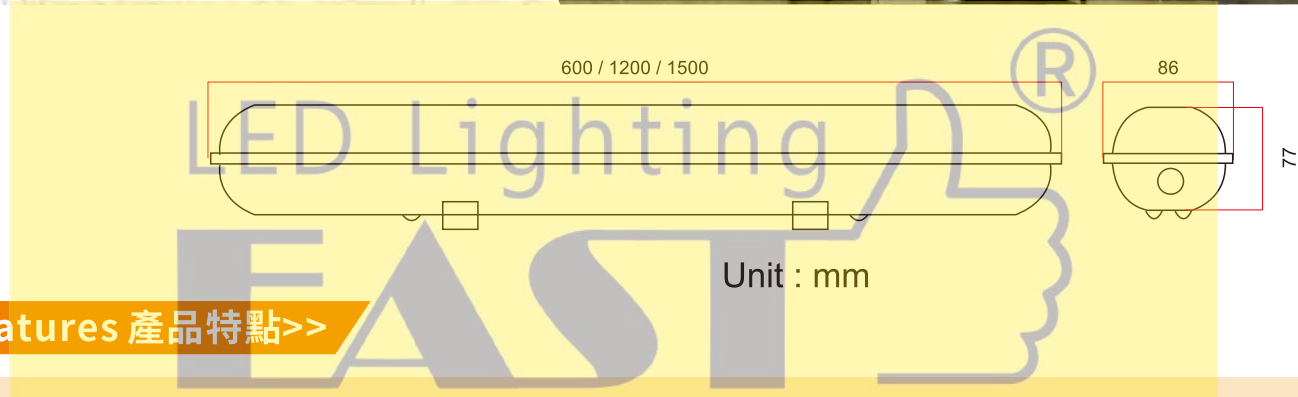 600 / 1200 / 1500
86
77
LED Lighting
®
EAST
Unit : mm
atures 產品特點>>